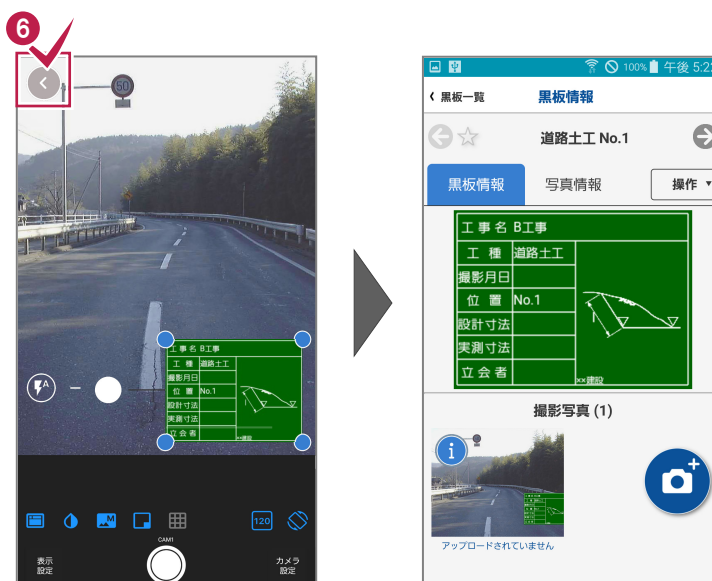 6
50
工事名 B工事
工種 道路土工
撮影月日
位置 No.1
設計寸法
実測寸法
立会者
××建設
A
M
120
CAM1
表示
設定
カメラ
設定
100% 午後 5:2
黒板一覧 黒板情報
道路土工 No.1
黒板情報 写真情報 操作 ▼
工事名 B工事
工種 道路土工
撮影月日
位置 No.1
設計寸法
実測寸法
立会者
××建設
撮影写真 (1)
i
アップロードされていません